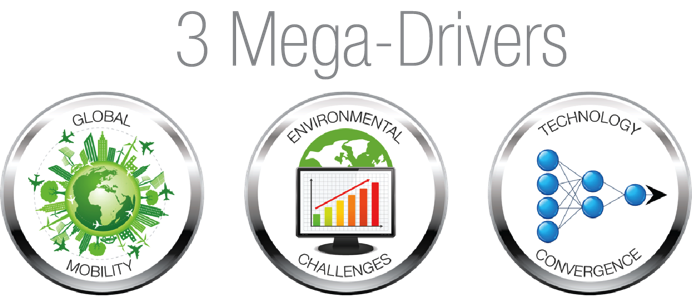 3 Mega-Drivers
GLOBAL
MOBILITY
ENVIRONMENTAL
CHALLENGES
TECHNOLOGY
CONVERGENCE